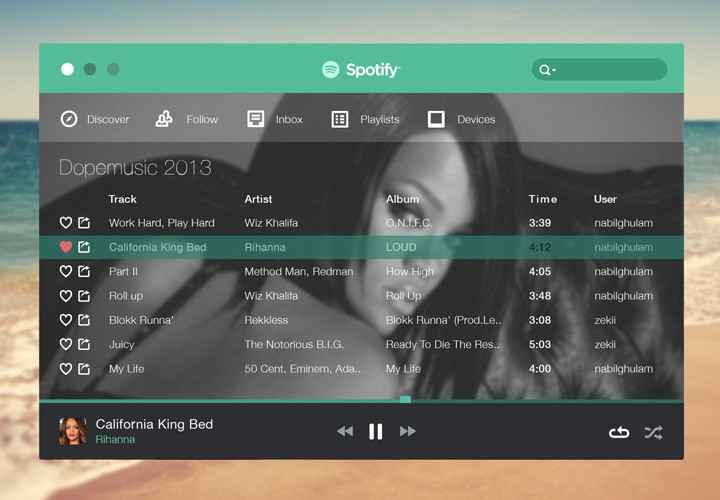 Spotify®
Discover Follow Inbox Playlists Devices
Dopemusic 2013
Track Artist Album Time User
Work Hard, Play Hard Wiz Khalifa O.N.I.F.C. 3:39 nabilghulam
California King Bed Rihanna LOUD 4:12 nabilghulam
Part II Method Man, Redman How High 4:05 nabilghulam
Roll up Wiz Khalifa Roll Up 3:48 nabilghulam
Blokk Runna' Rekkless Blokk Runna' (Prod.Le.. 3:08 zekii
Juicy The Notorious B.I.G. Ready To Die The Res.. 5:03 zekii
My Life 50 Cent, Eminem, Ada.. My Life 4:00 nabilghulam
California King Bed
Rihanna